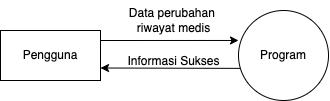 Data perubahan
riwayat medis
Pengguna
Program
Informasi Sukses